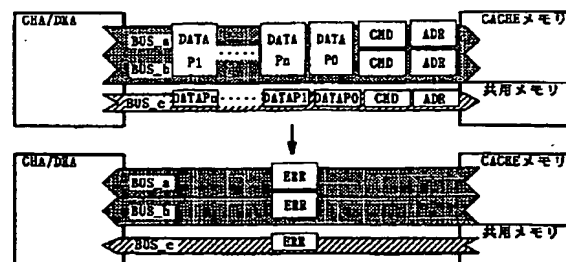 CHA/DKA CACHEメモリ
BUS_a DATA P1 ······ DATA Pn DATA P0 CMD ADR
BUS_b CMD ADR
共用メモリ
BUS_c DATAPn ······ DATAP1 DATAP0 CMD ADR
CHA/DKA CACHEメモリ
BUS_a ERR
BUS_b ERR
共用メモリ
BUS_c ERR